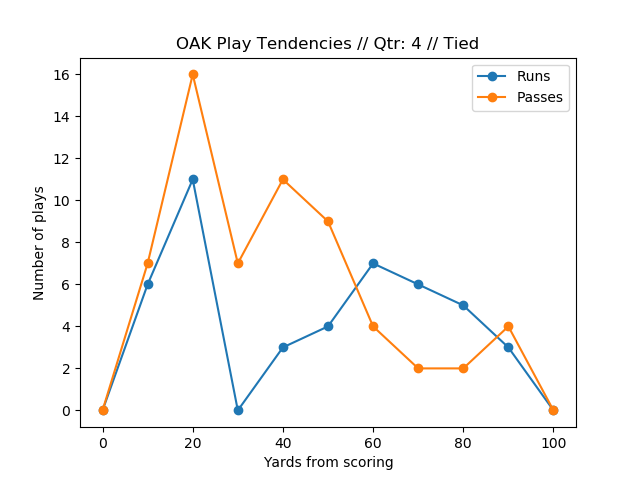 OAK Play Tendencies // Qtr: 4 // Tied
Runs
Passes
16
14
12
10
8
6
4
2
0
Number of plays
0 20 40 60 80 100
Yards from scoring